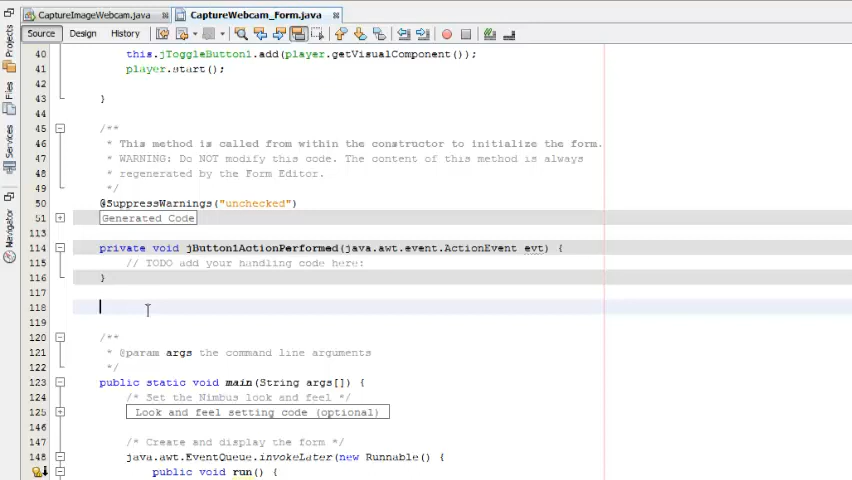 CaptureImageWebcam.java
CaptureWebcam_Form.java
Source Design History
Projects
Files
Services
Navigator
40 this.jToggleButton1.add(player.getVisualComponent());
41 player.start();
42
43 }
44
45 /**
46 * This method is called from within the constructor to initialize the form.
47 * WARNING: Do NOT modify this code. The content of this method is always
48 * regenerated by the Form Editor.
49 */
50 @SuppressWarnings("unchecked")
51 Generated Code
113
114 private void jButton1ActionPerformed(java.awt.event.ActionEvent evt) {
115 // TODO add your handling code here:
116 }
117
118
119
120 /**
121 * @param args the command line arguments
122 */
123 public static void main(String args[]) {
124 /* Set the Nimbus look and feel */
125 Look and feel setting code (optional)
146
147 /* Create and display the form */
148 java.awt.EventQueue.invokeLater(new Runnable() {
public void run() {